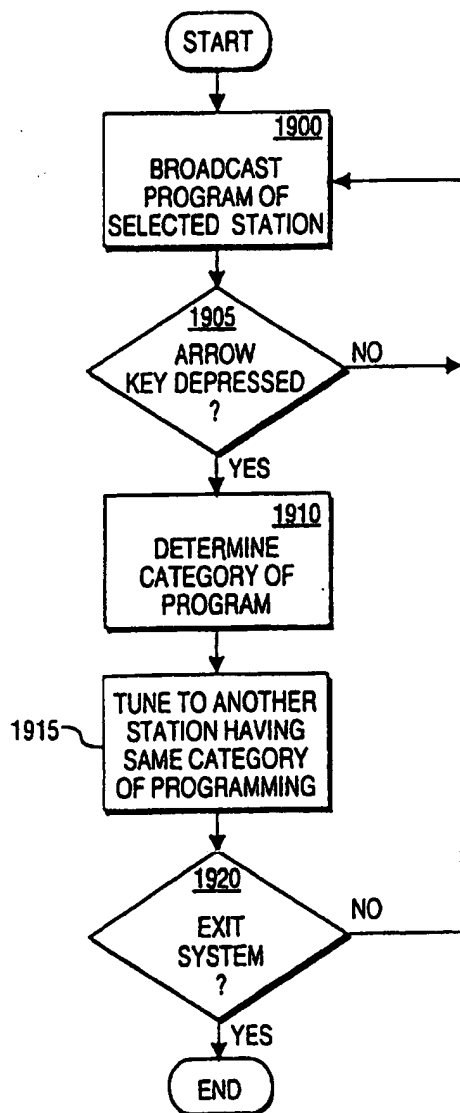 START
1900
BROADCAST
PROGRAM OF
SELECTED STATION
1905
ARROW
KEY DEPRESSED
?
NO
YES
1910
DETERMINE
CATEGORY OF
PROGRAM
1915
TUNE TO ANOTHER
STATION HAVING
SAME CATEGORY
OF PROGRAMMING
1920
EXIT
SYSTEM
?
NO
YES
END